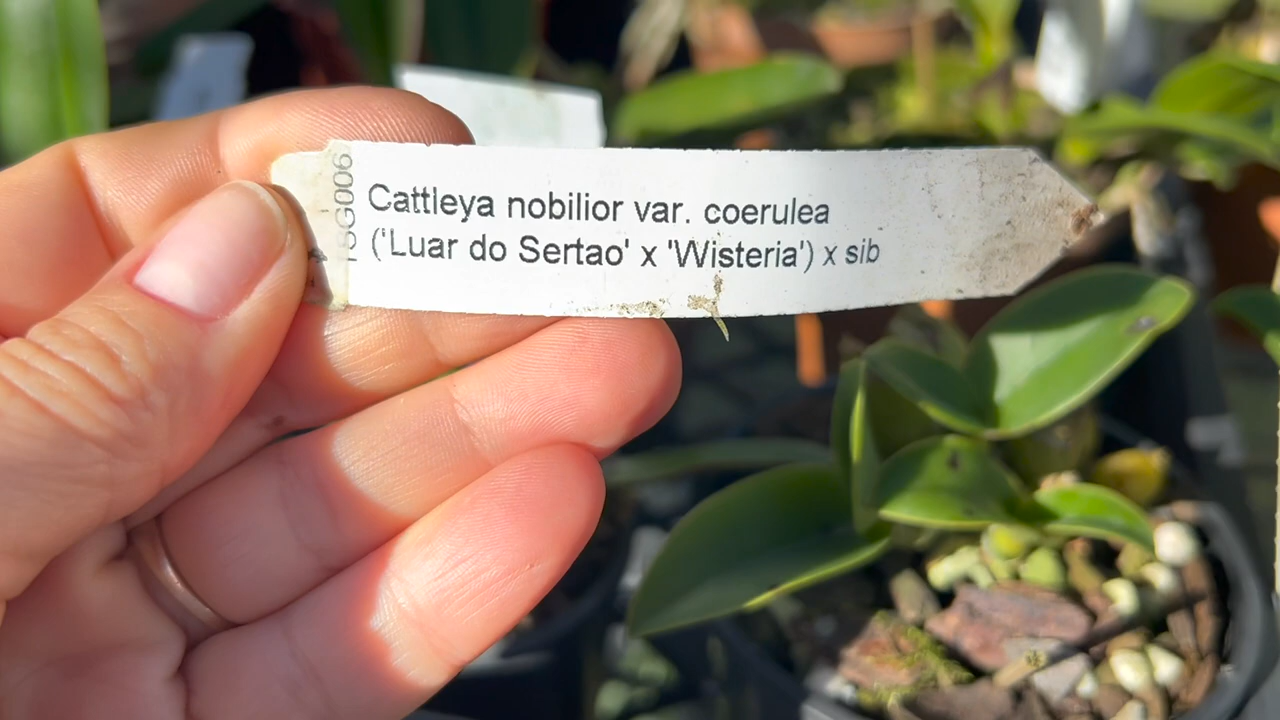 Cattleya nobilior var. coerulea
('Luar do Sertao' x 'Wisteria') x sib